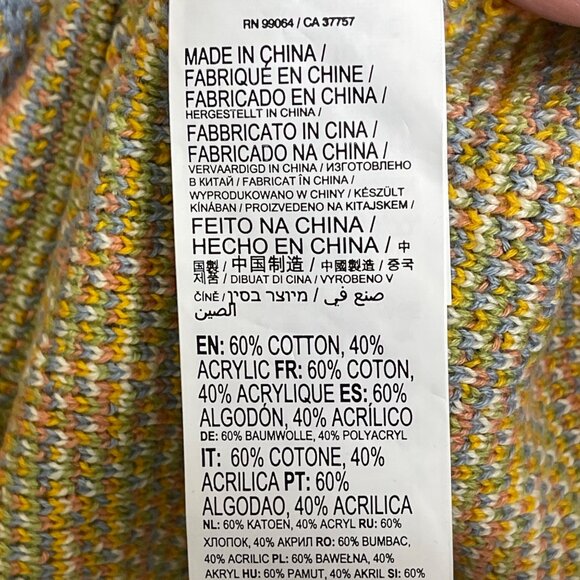 RN 99064 / CA 37757
MADE IN CHINA /
FABRIQUÉ EN CHINE /
FABRICADO EN CHINA /
HERGESTELLT IN CHINA /
FABBRICATO IN CINA /
FABRICADO NA CHINA /
VERVAARDIGD IN CHINA / ИЗГОТОВЛЕНО
В КИТАЙ / FABRICAT ÎN CHINA /
WYPRODUKOWANO W CHINY / KÉSZÜLT
KÍNÁBAN / PROIZVEDENO NA KITAJSKEM /
FEITO NA CHINA /
HECHO EN CHINA / 中
国製 / 中国制造 / 中國製造 / 중국
제품 / DIBUAT DI CINA / VYROBENO V
ČÍNĚ / צע في / מיוצר בסין / صنع في
الصين
EN: 60% COTTON, 40%
ACRYLIC FR: 60% COTON,
40% ACRYLIQUE ES: 60%
ALGODÓN, 40% ACRÍLICO
DE: 60% BAUMWOLLE, 40% POLYACRYL
IT: 60% COTONE, 40%
ACRILICA PT: 60%
ALGODAO, 40% ACRILICA
NL: 60% KATOEN, 40% ACRYL RU: 60%
ХЛОПОК, 40% АКРИЛ RO: 60% BUMBAC,
40% ACRILIC PL: 60% BAWEŁNA, 40%
AKRYL HU: 60% PAMUT, 40% AKRIL SI: 60%